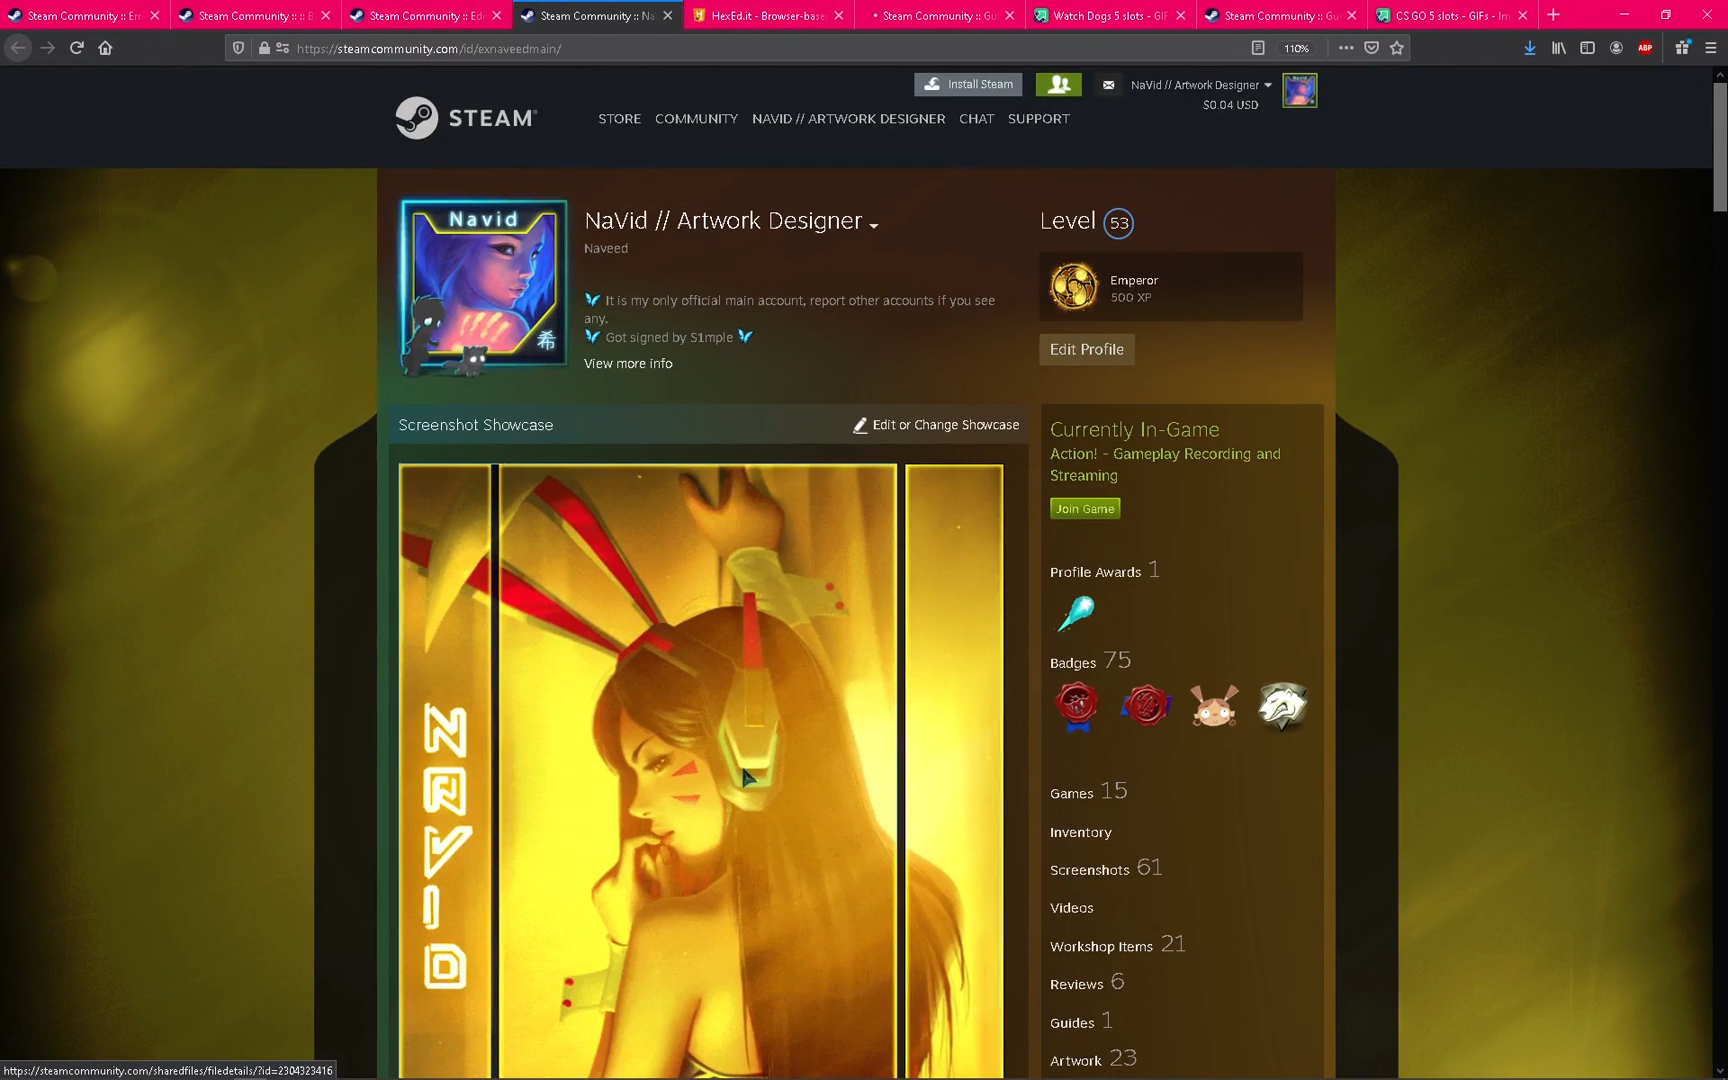 Steam Community :: Err
Steam Community :: :: B
Steam Community :: Edi
Steam Community :: Na
HexEd.it - Browser-base
Steam Community :: Gu
Watch Dogs 5 slots - GIF
Steam Community :: Gu
CS:GO 5 slots - GIFs - Im
https://steamcommunity.com/id/exnaveedmain/
110%
ABP
Install Steam
NaVid // Artwork Designer
$0.04 USD
STEAM
STORE COMMUNITY NAVID // ARTWORK DESIGNER CHAT SUPPORT
Navid
希
NaVid // Artwork Designer
Naveed
It is my only official main account, report other accounts if you see
any.
Got signed by S1mple
View more info
Level 53
Emperor
500 XP
Edit Profile
Screenshot Showcase
Edit or Change Showcase
NAVID
Currently In-Game
Action! - Gameplay Recording and
Streaming
Join Game
Profile Awards 1
Badges 75
Games 15
Inventory
Screenshots 61
Videos
Workshop Items 21
Reviews 6
Guides 1
Artwork 23
https://steamcommunity.com/sharedfiles/filedetails/?id=2304323416